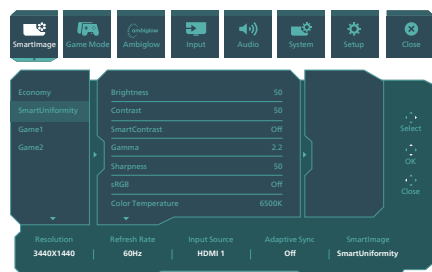 SmartImage
Game Mode
ambiglow
Ambiglow
Input
Audio
System
Setup
Close
Economy
SmartUniformity
Game1
Game2
Brightness 50
Contrast 50
SmartContrast Off
Gamma 2.2
Sharpness 50
sRGB Off
Color Temperature 6500K
Select
OK
Close
Resolution Refresh Rate Input Source Adaptive Sync SmartImage
3440X1440 | 60Hz | HDMI 1 | Off | SmartUniformity